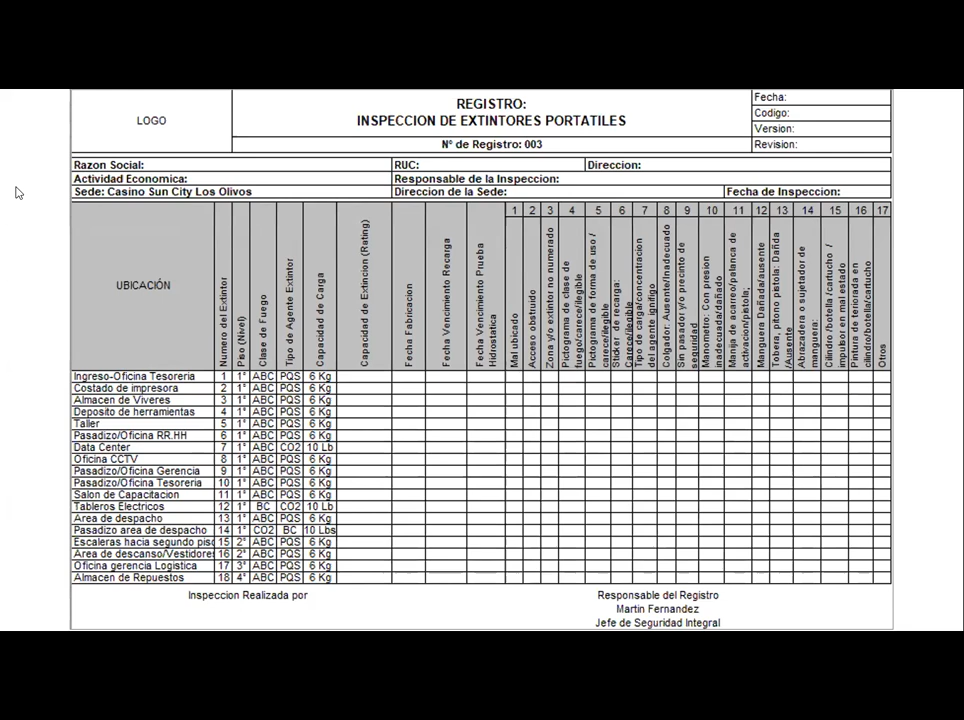 LOGO
REGISTRO:
INSPECCION DE EXTINTORES PORTATILES
N° de Registro: 003
Fecha:
Codigo:
Version:
Revision:
Razon Social:
RUC:
Direccion:
Actividad Economica:
Responsable de la Inspeccion:
Sede: Casino Sun City Los Olivos
Direccion de la Sede:
Fecha de Inspeccion:
UBICACIÓN
Numero del Extintor
Piso (Nivel)
Clase de Fuego
Tipo de Agente Extintor
Capacidad de Carga
Capacidad de Extincion (Rating)
Fecha Fabricacion
Fecha Vencimiento Recarga
Fecha Vencimiento Prueba
Hidrostatica
1 2 3 4 5 6 7 8 9 10 11 12 13 14 15 16 17
Mal ubicado
Acceso obstruido
Zona y/o extintor no numerado
Pictograma de clase de
fuego/carece/ilegible
Pictograma de forma de uso /
carece/ilegible
Sticker de recarga:
Carece/ilegible
Tipo de carga/concentracion
del agente ignifigo
Colgador: Ausente/Inadecuado
Sin pasador y/o precinto de
seguridad
Manometro: Con presion
inadecuada/dañado
Manija de acarreo/palanca de
activacion/pistola;
Manguera Dañada/ausente
Tobera, pitono pistola: Dañda
/Ausente
Abrazadera o sujetador de
manguera:
Cilindro /botella /cartucho /
impulsor en mal estado
Pintura de teriorada en
cilindro/botella/cartucho
Otros
Ingreso-Oficina Tesoreria 1 1° ABC PQS 6 Kg
Costado de impresora 2 1° ABC PQS 6 Kg
Almacen de Viveres 3 1° ABC PQS 6 Kg
Deposito de herramientas 4 1° ABC PQS 6 Kg
Taller 5 1° ABC PQS 6 Kg
Pasadizo/Oficina RR.HH 6 1° ABC PQS 6 Kg
Data Center 7 1° ABC CO2 10 Lb
Oficina CCTV 8 1° ABC PQS 6 Kg
Pasadizo/Oficina Gerencia 9 1° ABC PQS 6 Kg
Pasadizo/Oficina Tesoreria 10 1° ABC PQS 6 Kg
Salon de Capacitacion 11 1° ABC PQS 6 Kg
Tableros Electricos 12 1° BC CO2 10 Lb
Area de despacho 13 1° ABC PQS 6 Kg
Pasadizo area de despacho 14 1° CO2 BC 10 Lbs
Escaleras hacia segundo piso 15 2° ABC PQS 6 Kg
Area de descanso/Vestidores 16 2° ABC PQS 6 Kg
Oficina gerencia Logistica 17 3° ABC PQS 6 Kg
Almacen de Repuestos 18 4° ABC PQS 6 Kg
Inspeccion Realizada por
Responsable del Registro
Martin Fernandez
Jefe de Seguridad Integral